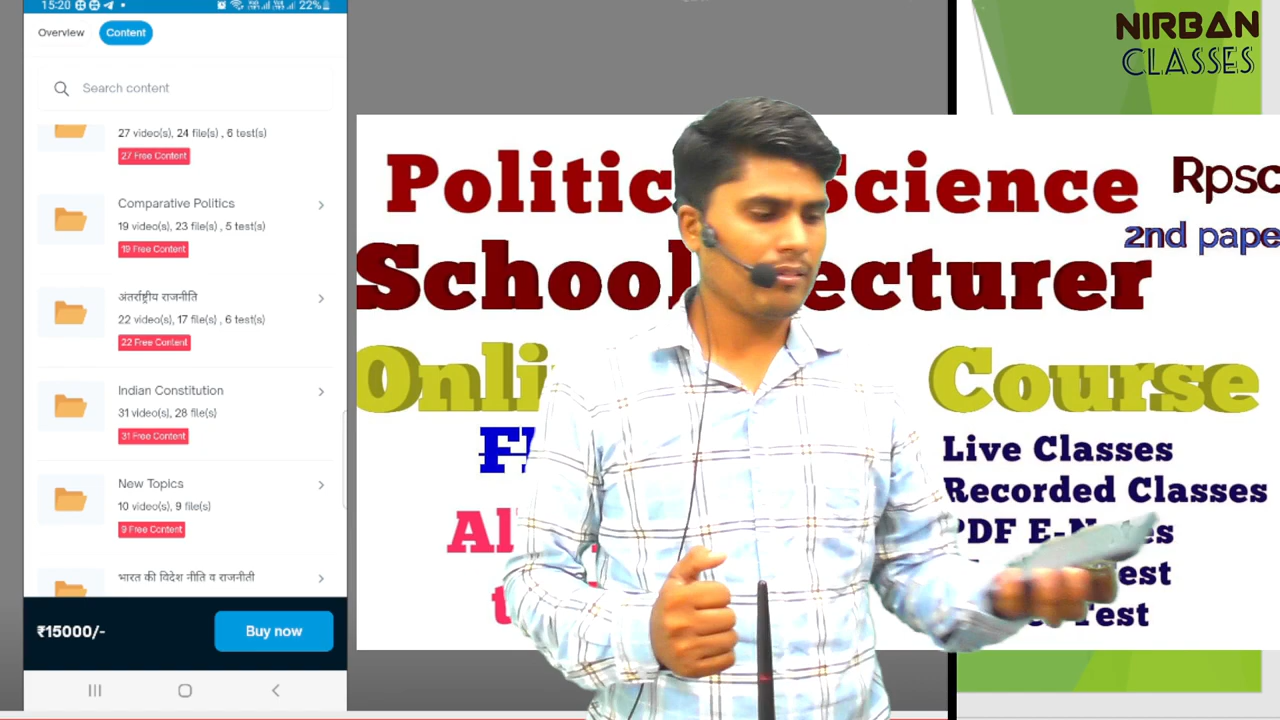 15:20
22%
Overview
Content
Search content
27 video(s), 24 file(s) , 6 test(s)
27 Free Content
Comparative Politics
19 video(s), 23 file(s) , 5 test(s)
19 Free Content
अंतर्राष्ट्रीय राजनीति
22 video(s), 17 file(s) , 6 test(s)
22 Free Content
Indian Constitution
31 video(s), 28 file(s)
31 Free Content
New Topics
10 video(s), 9 file(s)
9 Free Content
भारत की विदेश नीति व राजनीती
₹15000/-
Buy now
NIRBAN
CLASSES
Politic Science
School ecturer
Onli Course
Rpsc
2nd pape
Live Classes
Recorded Classes
PDF E-N es
est
Test